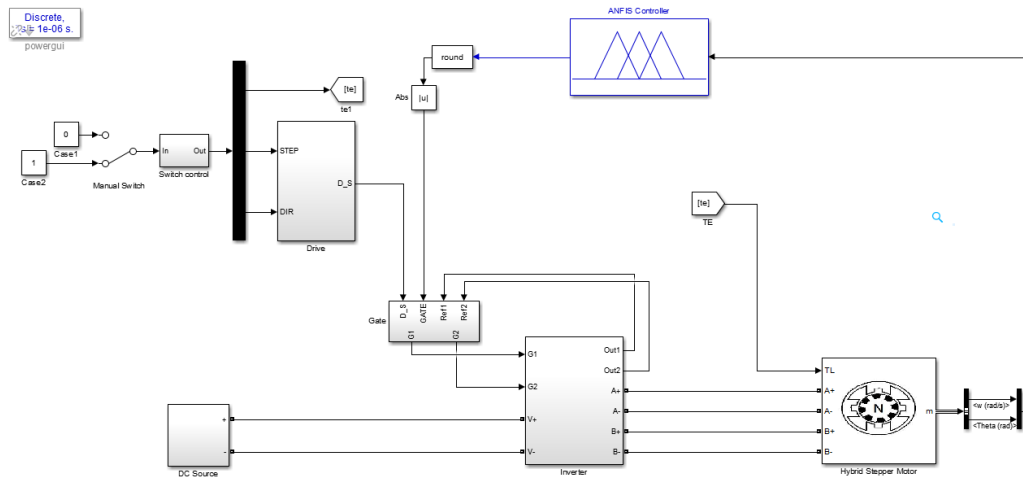 Discrete,
= 1e-06 s.
powergui
ANFIS Controller
round
Abs
|u|
[te]
te1
0
Case1
1
Case2
Manual Switch
In
Out
Switch control
STEP
D_S
DIR
Drive
[te]
TE
Gate
D_S
GATE
Ref1
Ref2
G1
G2
G1
G2
V+
V-
Out1
Out2
A+
A-
B+
B-
Inverter
+
-
DC Source
TL
A+
A-
B+
B-
N
m
Hybrid Stepper Motor
<w (rad/s)>
<Theta (rad)>